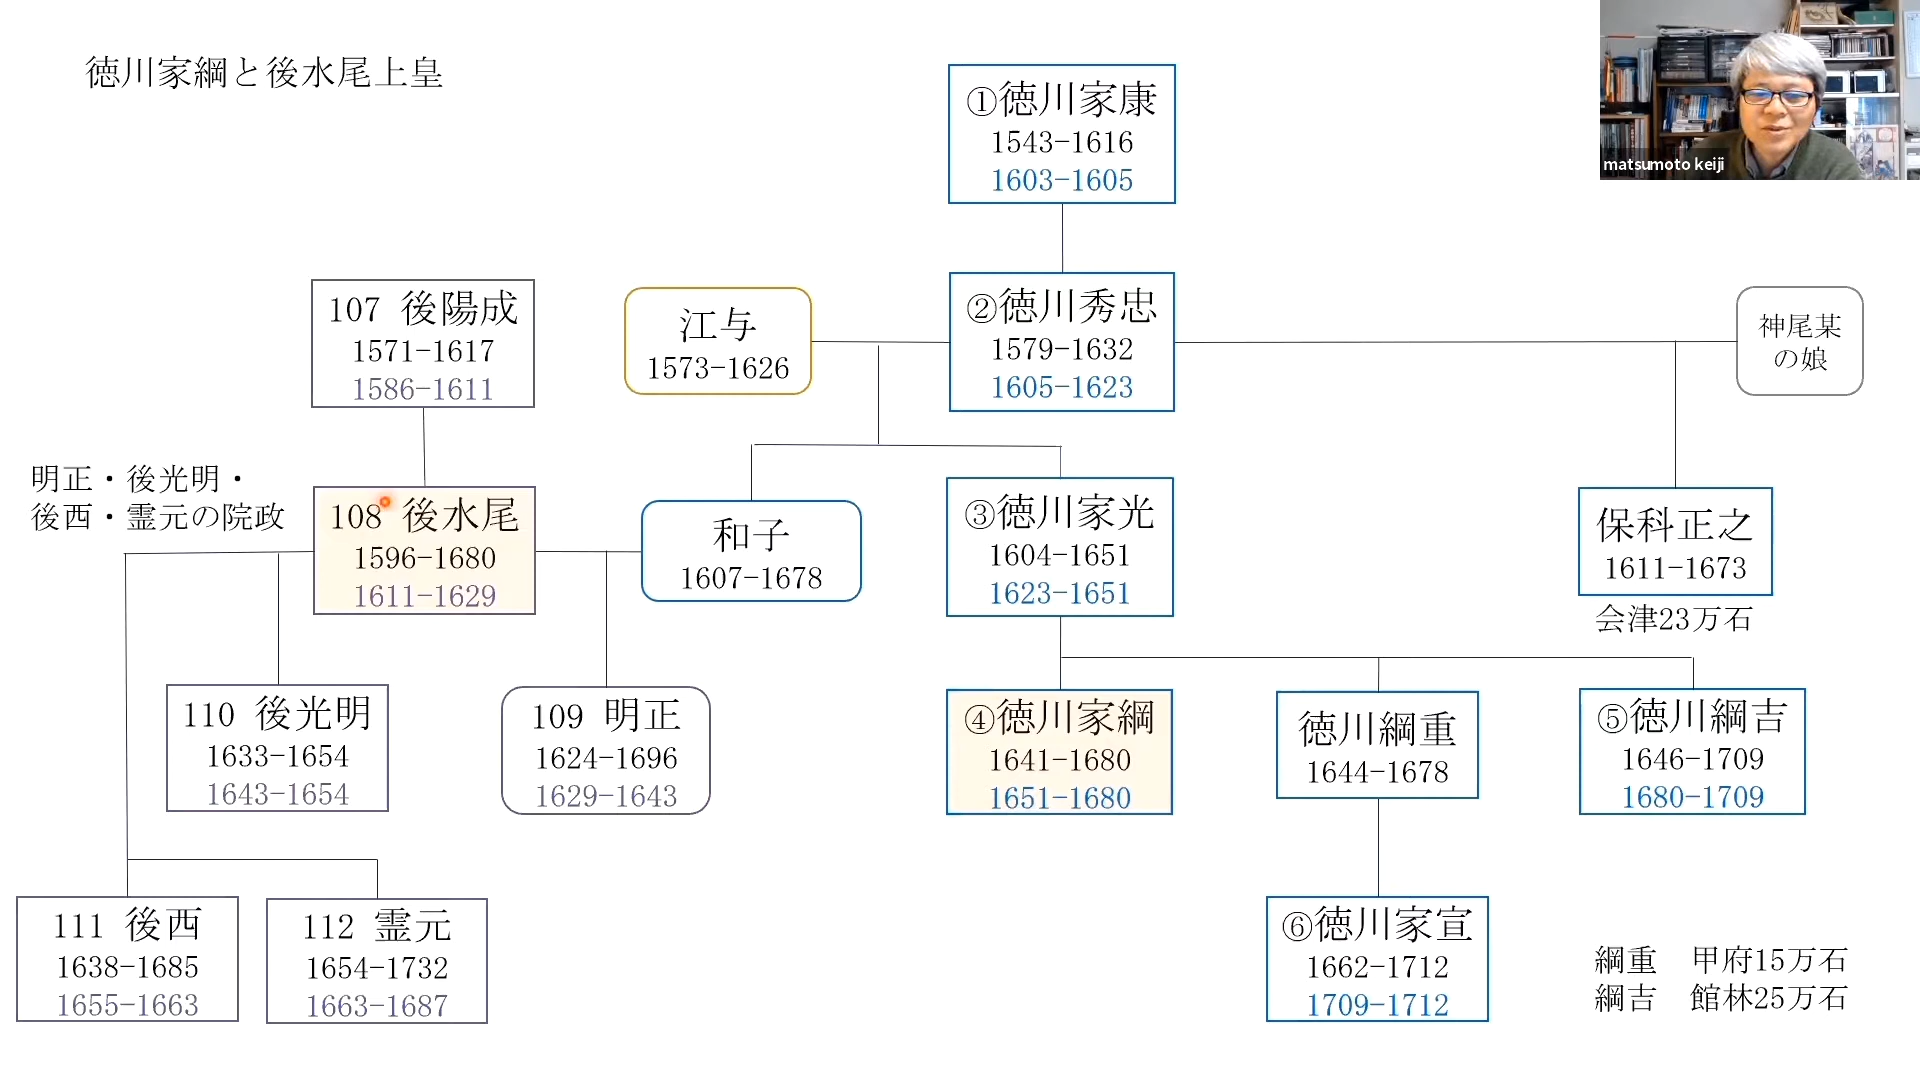 徳川家綱と後水尾上皇
matsumoto keiji
①徳川家康
1543-1616
1603-1605
107 後陽成
1571-1617
1586-1611
江与
1573-1626
②徳川秀忠
1579-1632
1605-1623
神尾某
の娘
明正・後光明・
後西・霊元の院政
108 後水尾
1596-1680
1611-1629
和子
1607-1678
③徳川家光
1604-1651
1623-1651
保科正之
1611-1673
会津23万石
110 後光明
1633-1654
1643-1654
109 明正
1624-1696
1629-1643
④徳川家綱
1641-1680
1651-1680
徳川綱重
1644-1678
⑤徳川綱吉
1646-1709
1680-1709
111 後西
1638-1685
1655-1663
112 霊元
1654-1732
1663-1687
⑥徳川家宣
1662-1712
1709-1712
綱重　甲府15万石
綱吉　館林25万石